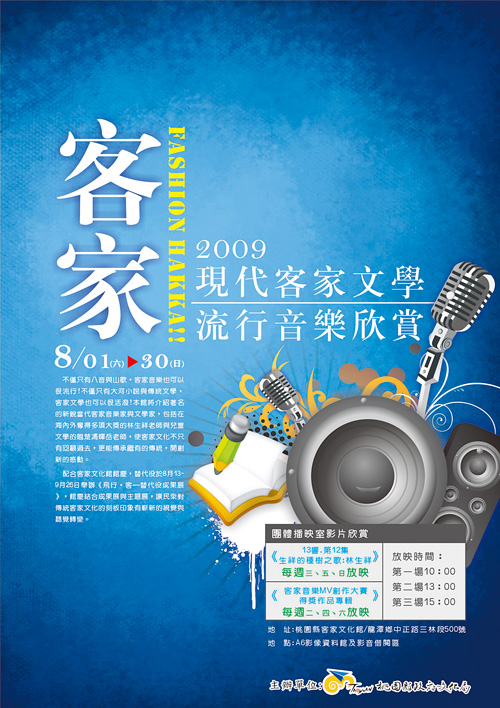 客家
FASHION HAKKA!!
2009
現代客家文學
流行音樂欣賞
8/01(六)▶30(日)
不僅只有八音與山歌，客家音樂也可以
很流行！不僅只有大河小說與傳統文學，
客家文學也可以很活潑！本館將介紹著名
的新銳當代客家音樂家與文學家，包括在
海內外奪得多項大獎的林生祥老師與兒童
文學的翹楚馮輝岳老師，使客家文化不只
有回顧過去，更能傳承繼有的傳統，開創
新的感動。
配合客家文化館館慶，替代役於8月13-
9月26日舉辦《飛行，客—替代役成果展
》，館慶結合成果展與主題展，讓民眾對
傳統客家文化的刻板印象有嶄新的視覺與
聽覺轉變。
團體播映室影片欣賞
13響.第12集
《生祥的種樹之歌:林生祥》
每週三、五、日放映
《客家音樂MV創作大賽
得獎作品專輯》
每週二、四、六放映
放映時間：
第一場10：00
第二場13：00
第三場15：00
地 址:桃園縣客家文化館/龍潭鄉中正路三林段500號
地 點:A6影像資料館及影音借閱區
主辦單位:
桃園縣政府文化局